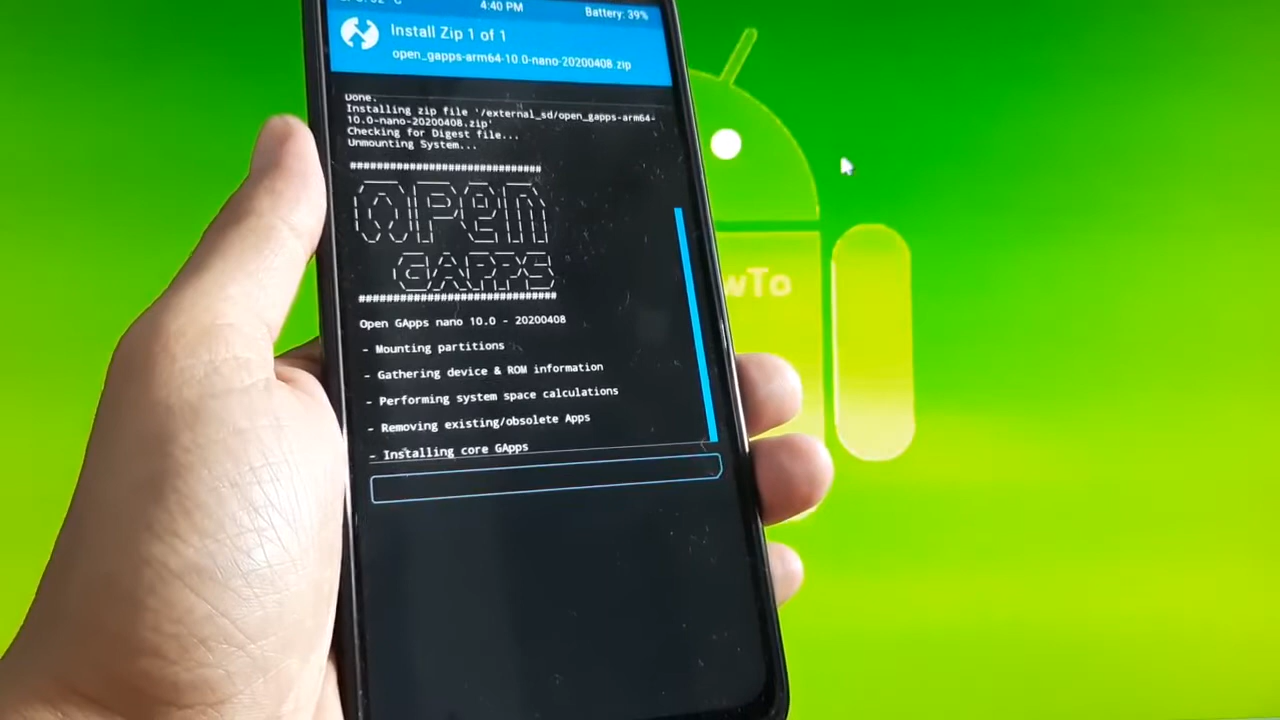 4:40 PM
Battery: 39%
Install Zip 1 of 1
open_gapps-arm64-10.0-nano-20200408.zip
Done.
Installing zip file '/external_sd/open_gapps-arm64-
10.0-nano-20200408.zip'
Checking for Digest file...
Unmounting System...
##############################
OPEN
GAPPS
##############################
Open GApps nano 10.0 - 20200408
- Mounting partitions
- Gathering device & ROM information
- Performing system space calculations
- Removing existing/obsolete Apps
- Installing core GApps
wTo